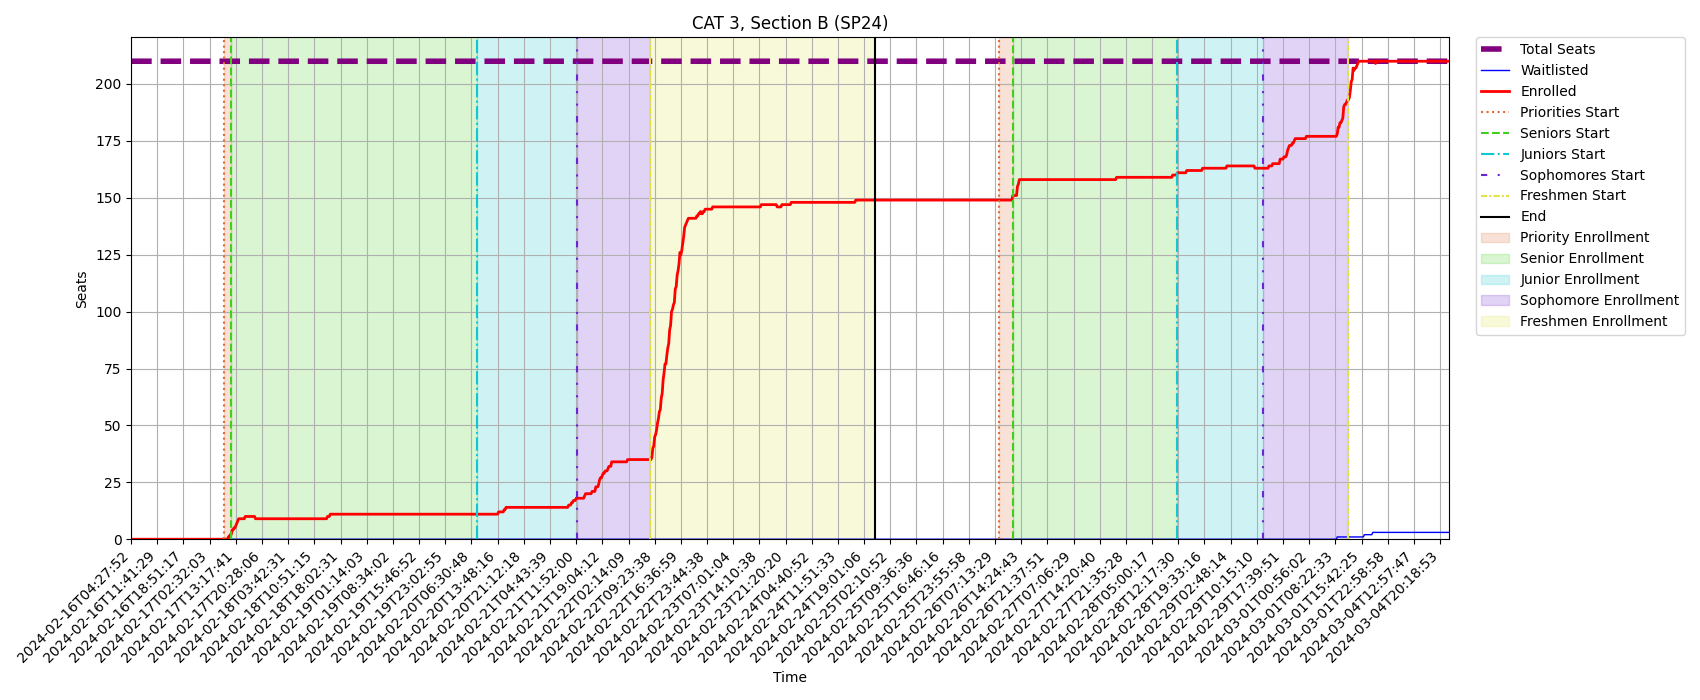 CAT 3, Section B (SP24)
Total Seats
Waitlisted
Enrolled
Priorities Start
Seniors Start
Juniors Start
Sophomores Start
Freshmen Start
End
Priority Enrollment
Senior Enrollment
Junior Enrollment
Sophomore Enrollment
Freshmen Enrollment
Seats
200
175
150
125
100
75
50
25
0
2024-02-16T04:27:52
2024-02-16T11:41:29
2024-02-16T18:51:17
2024-02-17T02:32:03
2024-02-17T13:17:41
2024-02-17T20:28:06
2024-02-18T03:42:31
2024-02-18T10:51:15
2024-02-18T18:02:31
2024-02-19T01:14:03
2024-02-19T08:34:02
2024-02-19T15:46:52
2024-02-19T23:02:55
2024-02-20T06:30:48
2024-02-20T13:48:16
2024-02-20T21:12:18
2024-02-21T04:43:39
2024-02-21T11:52:00
2024-02-21T19:04:12
2024-02-22T02:14:09
2024-02-22T09:23:38
2024-02-22T16:36:59
2024-02-22T23:44:38
2024-02-23T07:01:04
2024-02-23T14:10:38
2024-02-23T21:20:20
2024-02-24T04:40:52
2024-02-24T11:51:33
2024-02-24T19:01:06
2024-02-25T02:10:52
2024-02-25T09:36:36
2024-02-25T16:46:16
2024-02-25T23:55:58
2024-02-26T07:13:29
2024-02-26T14:24:43
2024-02-26T21:37:51
2024-02-27T07:06:29
2024-02-27T14:20:40
2024-02-27T21:35:28
2024-02-28T05:00:17
2024-02-28T12:17:30
2024-02-28T19:33:16
2024-02-29T02:48:14
2024-02-29T10:15:10
2024-02-29T17:39:51
2024-03-01T00:56:02
2024-03-01T08:22:33
2024-03-01T15:42:25
2024-03-01T22:58:58
2024-03-04T12:57:47
2024-03-04T20:18:53
Time